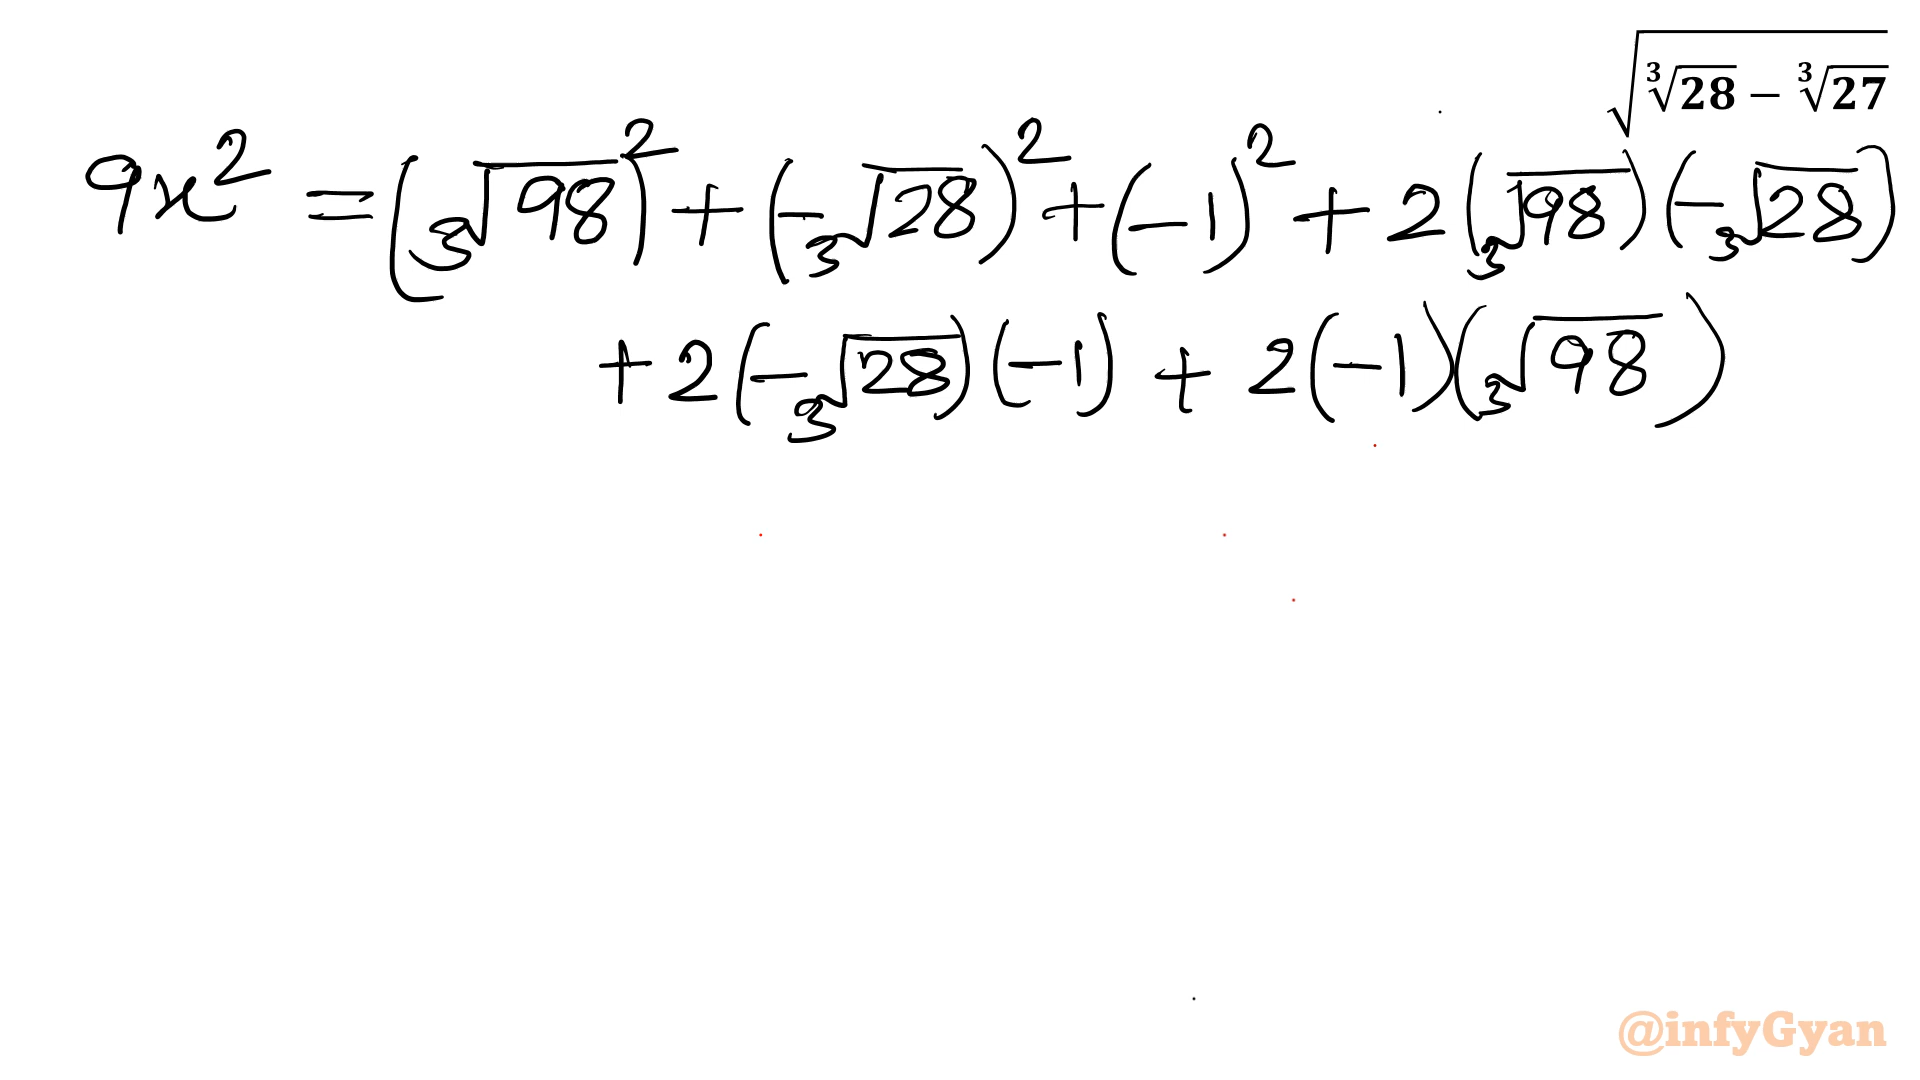 √(∛28 − ∛27)
9x² = (∛98)² + (−∛28)² + (−1)² + 2(∛98)(−∛28)
+ 2(−∛28)(−1) + 2(−1)(∛98)
@infyGyan